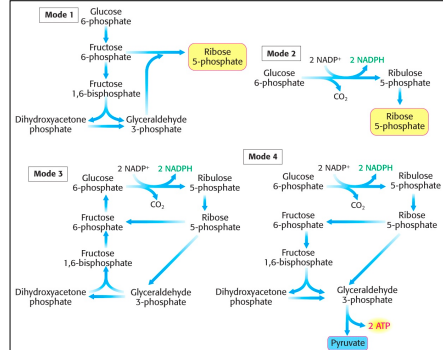 Mode 1
Glucose
6-phosphate
Fructose
6-phosphate
Ribose
5-phosphate
Fructose
1,6-bisphosphate
Dihydroxyacetone
phosphate
Glyceraldehyde
3-phosphate
Mode 2
2 NADP⁺
2 NADPH
Glucose
6-phosphate
Ribulose
5-phosphate
CO₂
Ribose
5-phosphate
Mode 3
Glucose
6-phosphate
2 NADP⁺
2 NADPH
Ribulose
5-phosphate
CO₂
Fructose
6-phosphate
Ribose
5-phosphate
Fructose
1,6-bisphosphate
Dihydroxyacetone
phosphate
Glyceraldehyde
3-phosphate
Mode 4
Glucose
6-phosphate
2 NADP⁺
2 NADPH
Ribulose
5-phosphate
CO₂
Fructose
6-phosphate
Ribose
5-phosphate
Fructose
1,6-bisphosphate
Dihydroxyacetone
phosphate
Glyceraldehyde
3-phosphate
2 ATP
Pyruvate